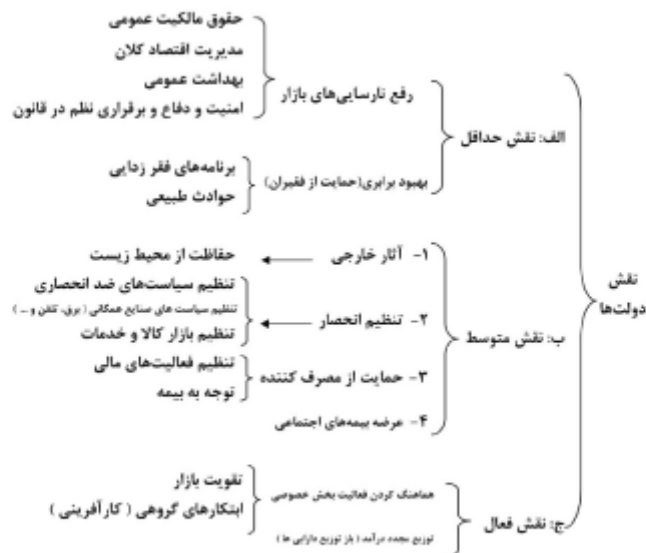 نقش
دولت‌ها
الف: نقش حداقل
رفع نارسایی‌های بازار
حقوق مالکیت عمومی
مدیریت اقتصاد کلان
بهداشت عمومی
امنیت و دفاع و برقراری نظم در قانون
بهبود برابری(حمایت از فقیران)
برنامه‌های فقر زدایی
حوادث طبیعی
ب: نقش متوسط
۱- آثار خارجی
حفاظت از محیط زیست
۲- تنظیم انحصار
تنظیم سیاست‌های ضد انحصاری
تنظیم سیاست های صنایع همگانی ( برق، تلفن و ... )
تنظیم بازار کالا و خدمات
۳- حمایت از مصرف کننده
تنظیم فعالیت‌های مالی
توجه به بیمه
۴- عرضه بیمه‌های اجتماعی
ج: نقش فعال
هماهنگ کردن فعالیت بخش خصوصی
تقویت بازار
ابتکارهای گروهی ( کارآفرینی )
توزیع مجدد درآمد ( باز توزیع دارایی ها )